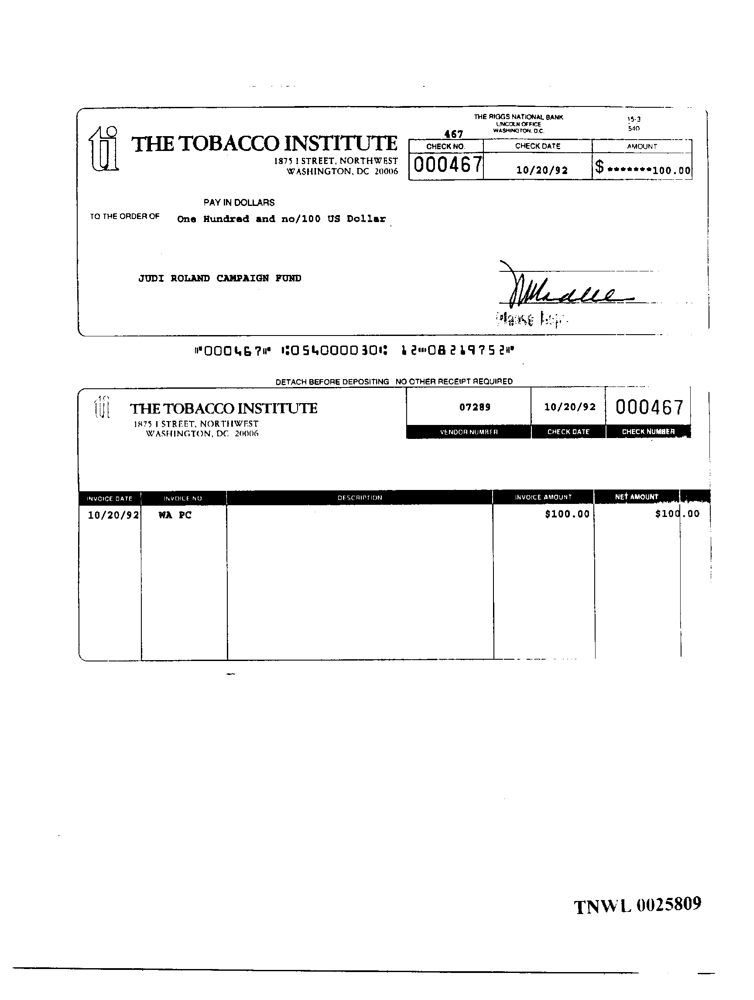 THE RIGGS NATIONAL BANK
LINCOLN OFFICE
WASHINGTON, D.C.
15-3
540
467
THE TOBACCO INSTITUTE
1875 I STREET, NORTHWEST
WASHINGTON, DC 20006
CHECK NO. CHECK DATE AMOUNT
000467 10/20/92 $*******100.00
PAY IN DOLLARS
TO THE ORDER OF One Hundred and no/100 US Dollar
JUDI ROLAND CAMPAIGN FUND
⑈000467⑈ ⑆054000030⑆ 12⑉08219752⑈
DETACH BEFORE DEPOSITING NO OTHER RECEIPT REQUIRED
THE TOBACCO INSTITUTE
1875 I STREET, NORTHWEST
WASHINGTON, DC 20006
07289 10/20/92 000467
VENDOR NUMBER CHECK DATE CHECK NUMBER
INVOICE DATE INVOICE NO DESCRIPTION INVOICE AMOUNT NET AMOUNT
10/20/92 WA PC $100.00 $100.00
TNWL 0025809